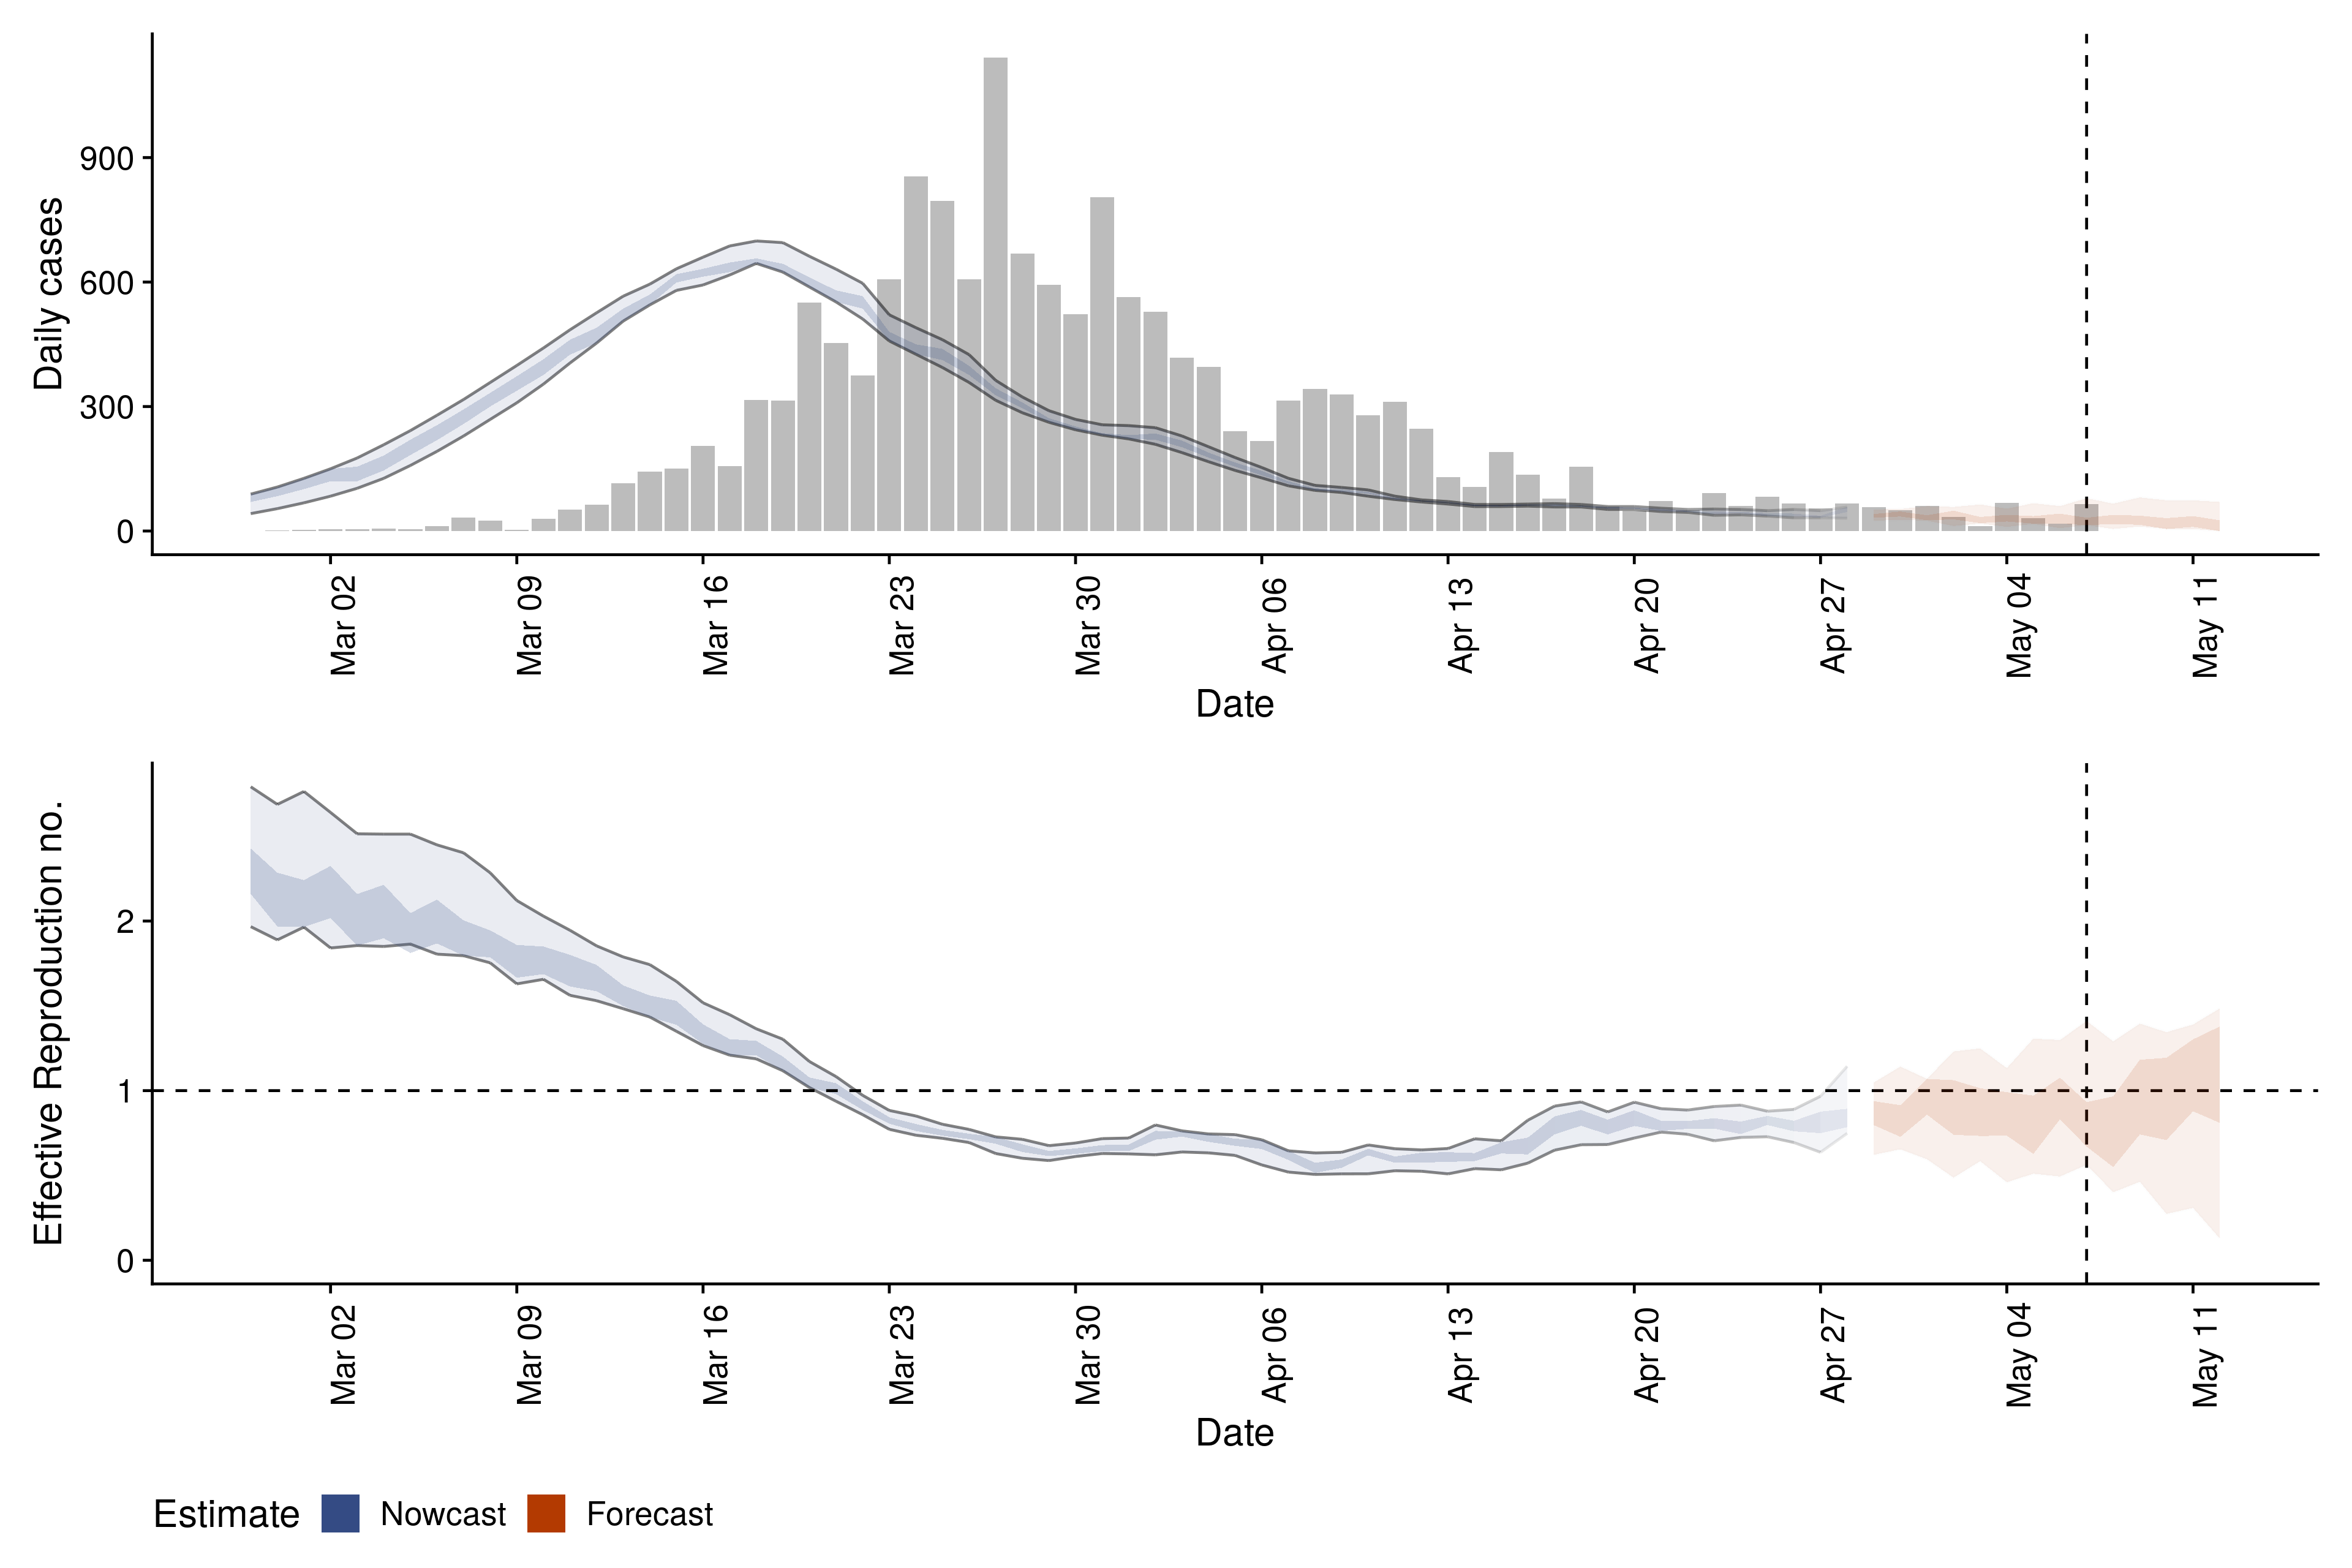 Daily cases
900
600
300
0
Mar 02
Mar 09
Mar 16
Mar 23
Mar 30
Apr 06
Apr 13
Apr 20
Apr 27
May 04
May 11
Date
Effective Reproduction no.
2
1
0
Mar 02
Mar 09
Mar 16
Mar 23
Mar 30
Apr 06
Apr 13
Apr 20
Apr 27
May 04
May 11
Date
Estimate Nowcast Forecast